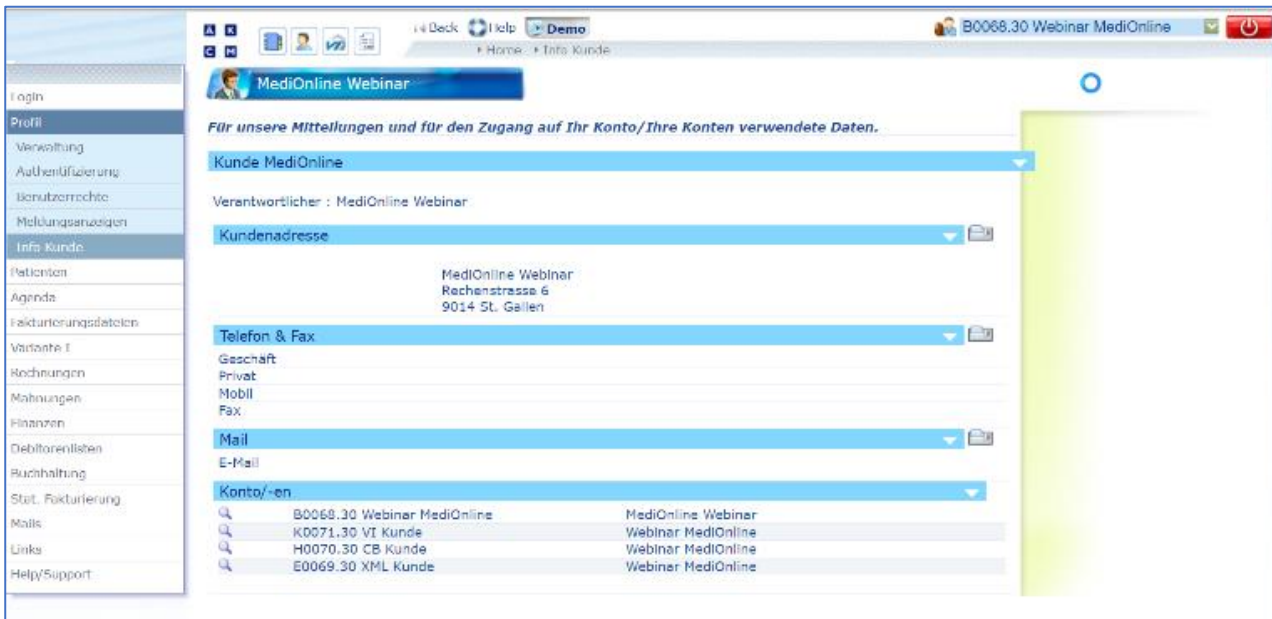 A K
C M
Back Help Demo
Home Info Kunde
B0068.30 Webinar MediOnline
Login
Profil
Verwaltung
Authentifizierung
Benutzerrechte
Meldungsanzeigen
Info Kunde
Patienten
Agenda
Fakturierungsdateien
Variante I
Rechnungen
Mahnungen
Finanzen
Debitorenlisten
Buchhaltung
Stat. Fakturierung
Mails
Links
Help/Support
MediOnline Webinar
Für unsere Mitteilungen und für den Zugang auf Ihr Konto/Ihre Konten verwendete Daten.
Kunde MediOnline
Verantwortlicher : MediOnline Webinar
Kundenadresse
MediOnline Webinar
Rechenstrasse 6
9014 St. Gallen
Telefon & Fax
Geschäft
Privat
Mobil
Fax
Mail
E-Mail
Konto/-en
B0068.30 Webinar MediOnline MediOnline Webinar
K0071.30 VI Kunde Webinar MediOnline
H0070.30 CB Kunde Webinar MediOnline
E0069.30 XML Kunde Webinar MediOnline